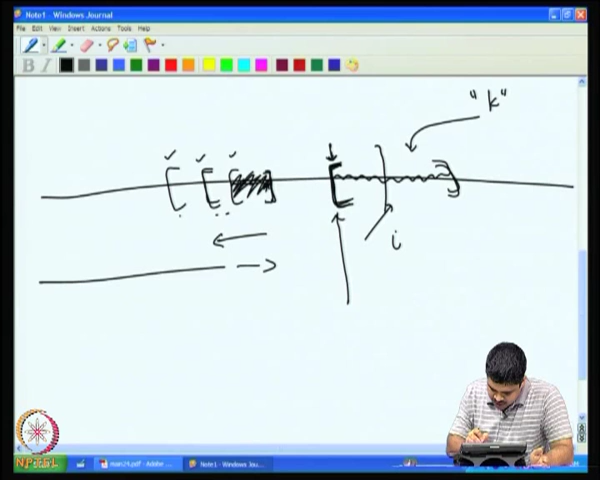 Note1 - Windows Journal
File Edit View Insert Actions Tools Help
B I
"k"
i
NPTEL
Note1 - Windows Jou...